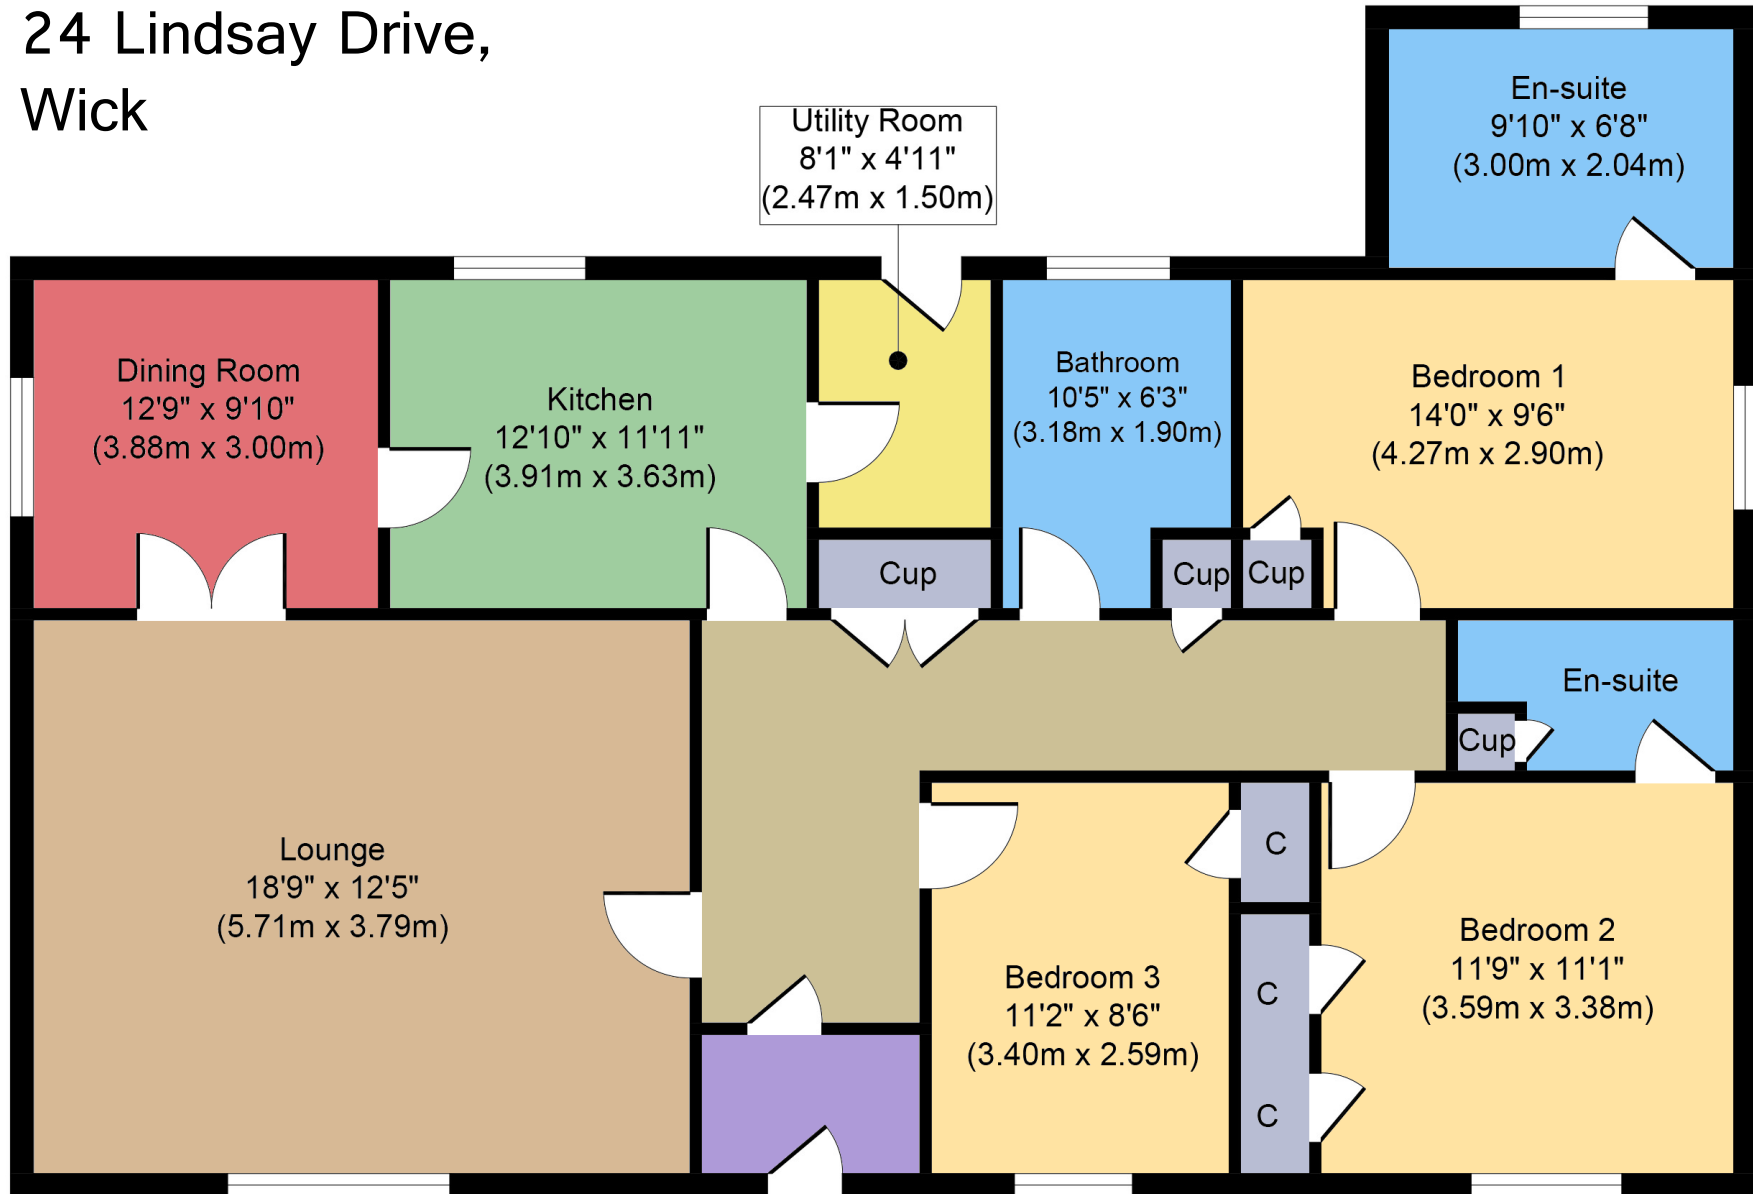 24 Lindsay Drive,
Wick
Utility Room
8'1" x 4'11"
(2.47m x 1.50m)
En-suite
9'10" x 6'8"
(3.00m x 2.04m)
Dining Room
12'9" x 9'10"
(3.88m x 3.00m)
Kitchen
12'10" x 11'11"
(3.91m x 3.63m)
Bathroom
10'5" x 6'3"
(3.18m x 1.90m)
Bedroom 1
14'0" x 9'6"
(4.27m x 2.90m)
Cup
Cup
Cup
En-suite
Cup
Lounge
18'9" x 12'5"
(5.71m x 3.79m)
Bedroom 3
11'2" x 8'6"
(3.40m x 2.59m)
C
C
C
Bedroom 2
11'9" x 11'1"
(3.59m x 3.38m)